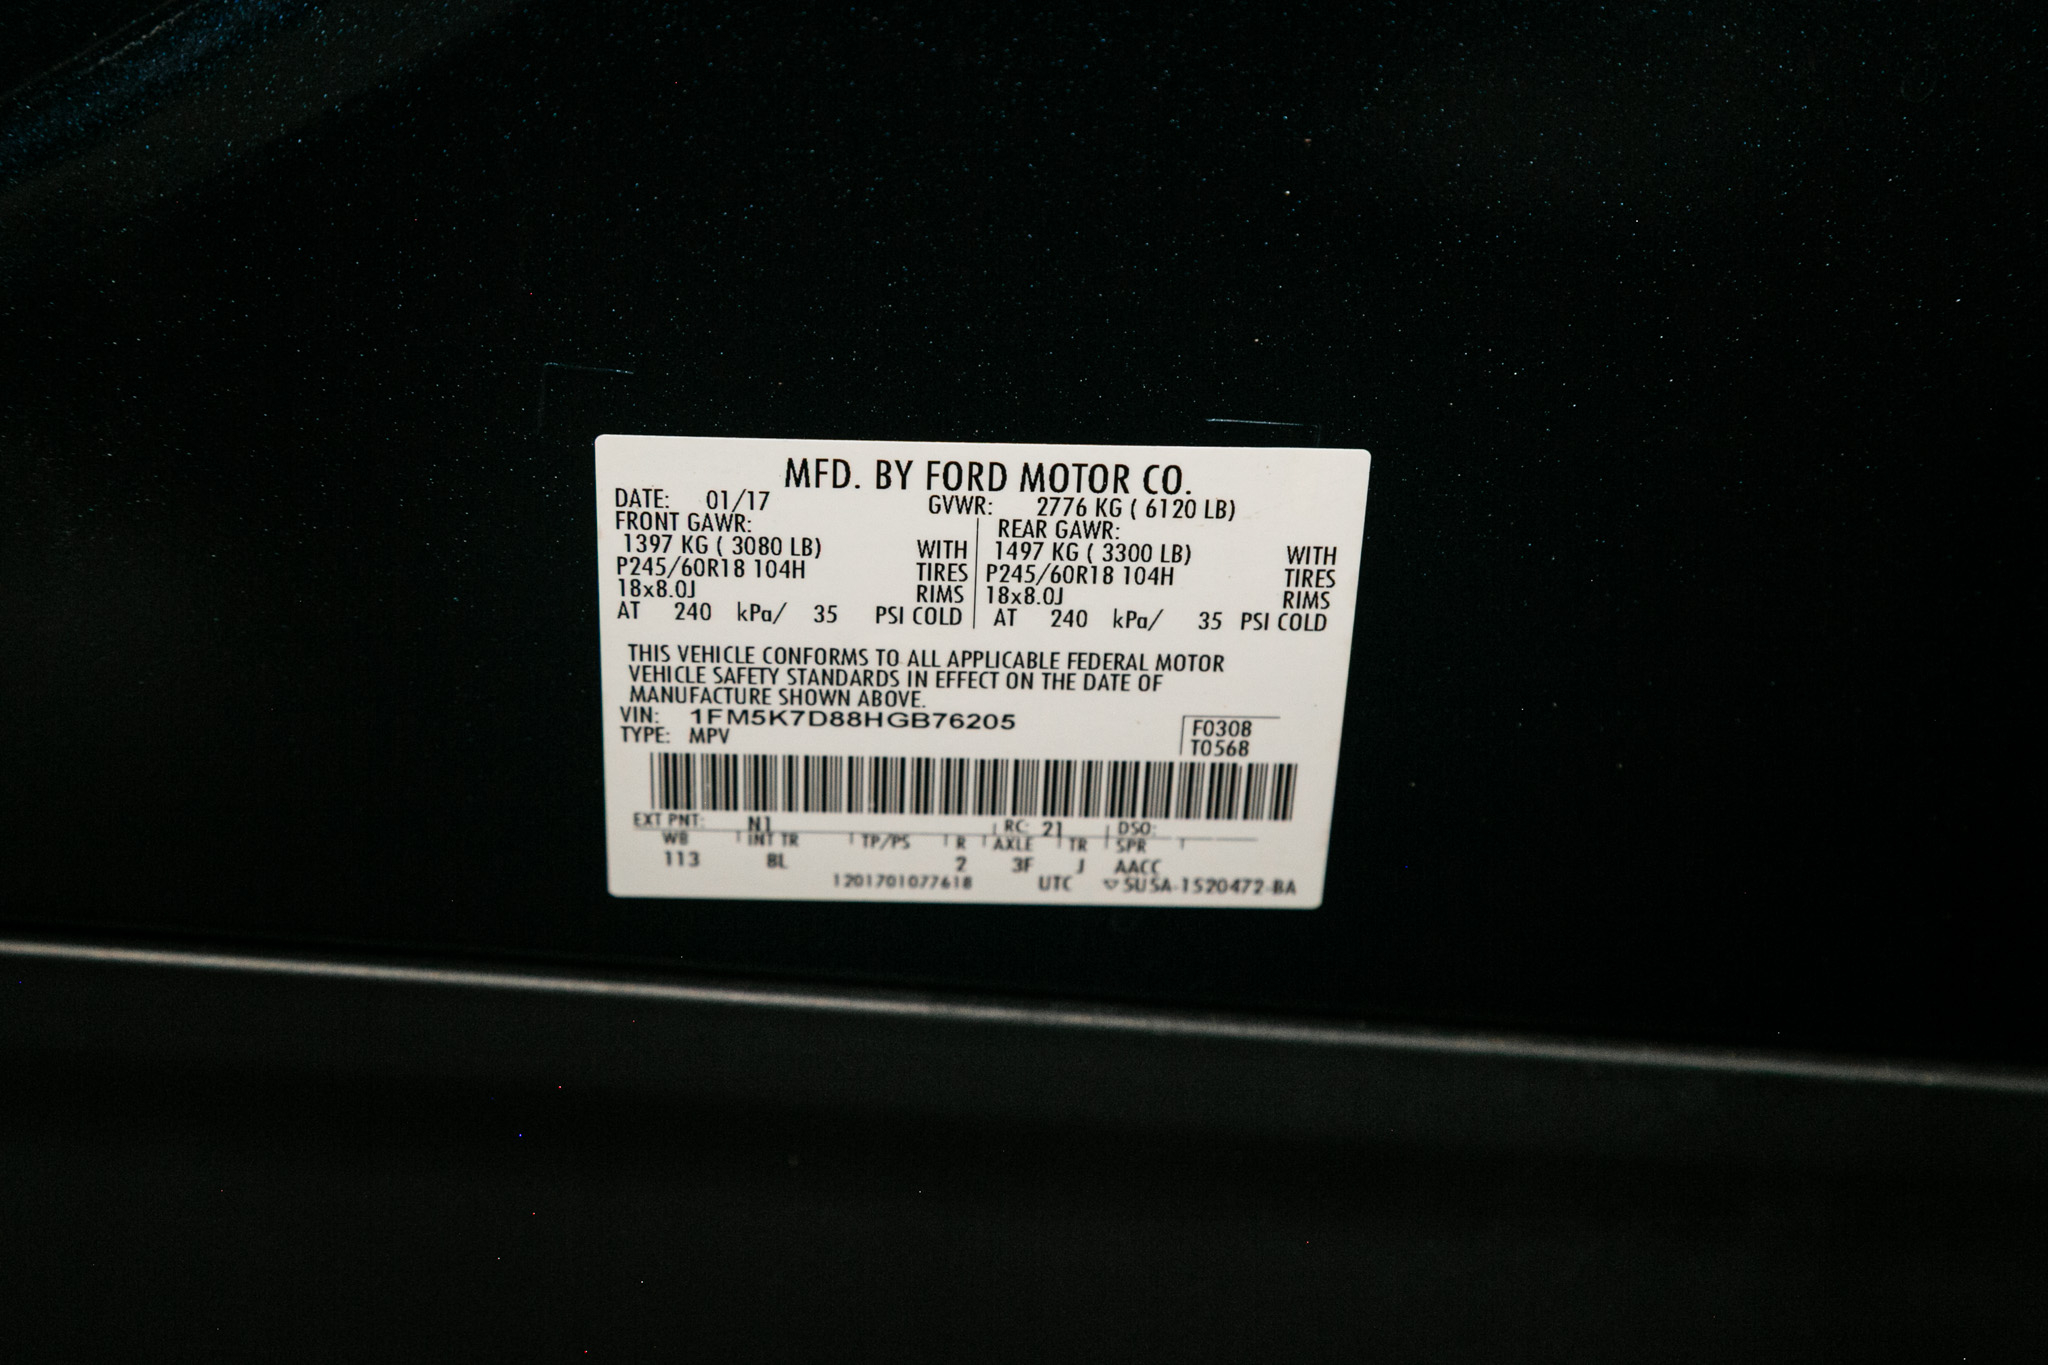 MFD. BY FORD MOTOR CO.
DATE: 01/17 GVWR: 2776 KG ( 6120 LB)
FRONT GAWR: REAR GAWR:
1397 KG ( 3080 LB) WITH 1497 KG ( 3300 LB) WITH
P245/60R18 104H TIRES P245/60R18 104H TIRES
18x8.0J RIMS 18x8.0J RIMS
AT 240 kPa/ 35 PSI COLD AT 240 kPa/ 35 PSI COLD
THIS VEHICLE CONFORMS TO ALL APPLICABLE FEDERAL MOTOR
VEHICLE SAFETY STANDARDS IN EFFECT ON THE DATE OF
MANUFACTURE SHOWN ABOVE.
VIN: 1FM5K7D88HGB76205 F0308
TYPE: MPV T0568
EXT PNT: N1 RC: 21 DSO:
WB INT TR TP/PS R AXLE TR SPR
113 8L 2 3F J AACC
1201701077618 UTC ▽5U5A-1520472-BA